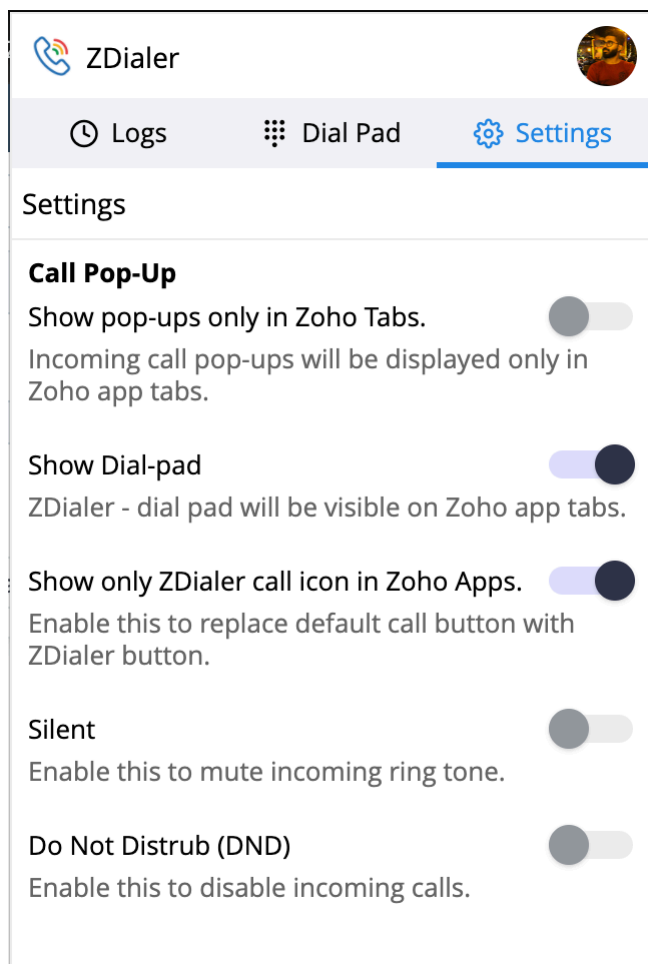 ZDialer
Logs
Dial Pad
Settings
Settings
Call Pop-Up
Show pop-ups only in Zoho Tabs.
Incoming call pop-ups will be displayed only in
Zoho app tabs.
Show Dial-pad
ZDialer - dial pad will be visible on Zoho app tabs.
Show only ZDialer call icon in Zoho Apps.
Enable this to replace default call button with
ZDialer button.
Silent
Enable this to mute incoming ring tone.
Do Not Distrub (DND)
Enable this to disable incoming calls.